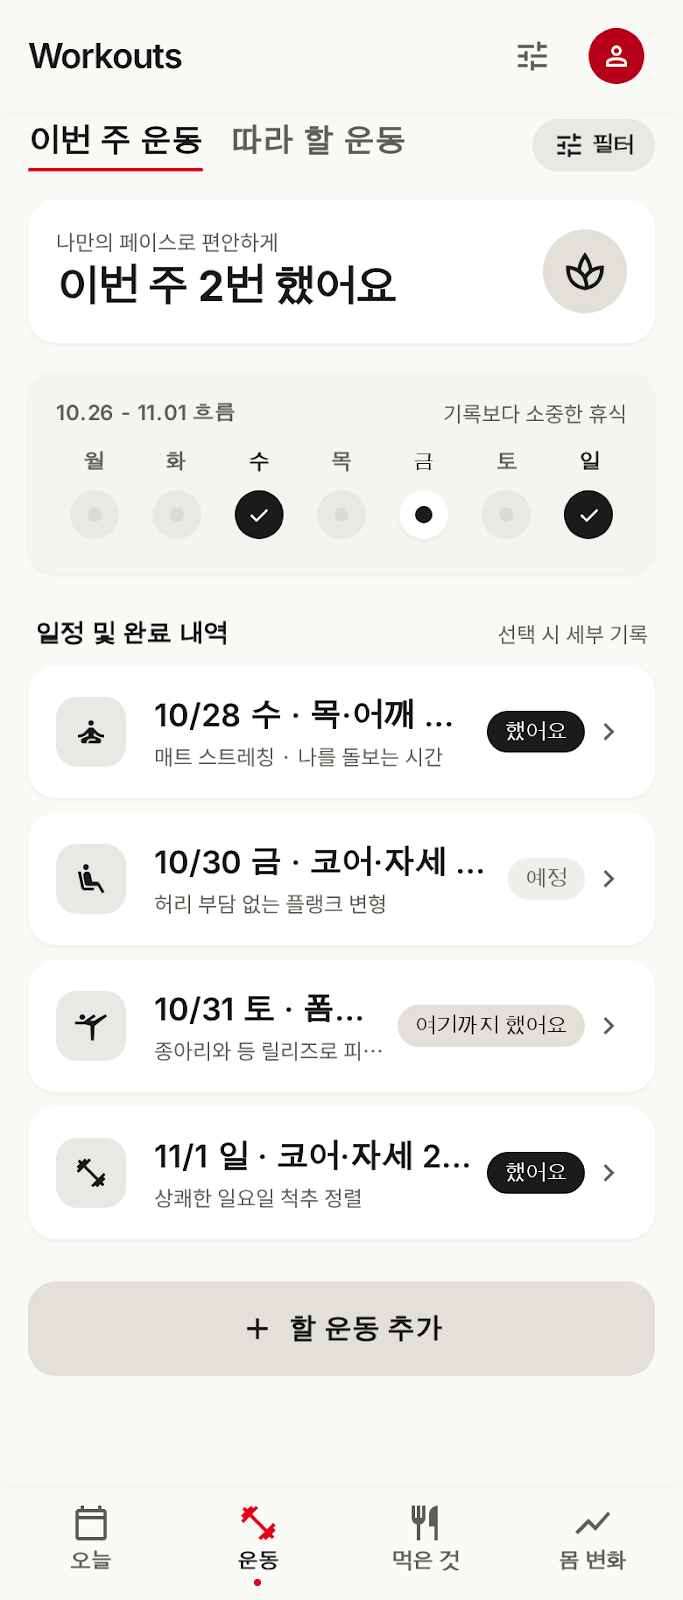 Workouts
이번 주 운동 따라 할 운동 필터
나만의 페이스로 편안하게
이번 주 2번 했어요
10.26 - 11.01 흐름 기록보다 소중한 휴식
월 화 수 목 금 토 일
일정 및 완료 내역 선택 시 세부 기록
10/28 수 · 목·어깨 ... 했어요
매트 스트레칭 · 나를 돌보는 시간
10/30 금 · 코어·자세 ... 예정
허리 부담 없는 플랭크 변형
10/31 토 · 폼... 여기까지 했어요
종아리와 등 릴리즈로 피...
11/1 일 · 코어·자세 2... 했어요
상쾌한 일요일 척추 정렬
+ 할 운동 추가
오늘 운동 먹은 것 몸 변화